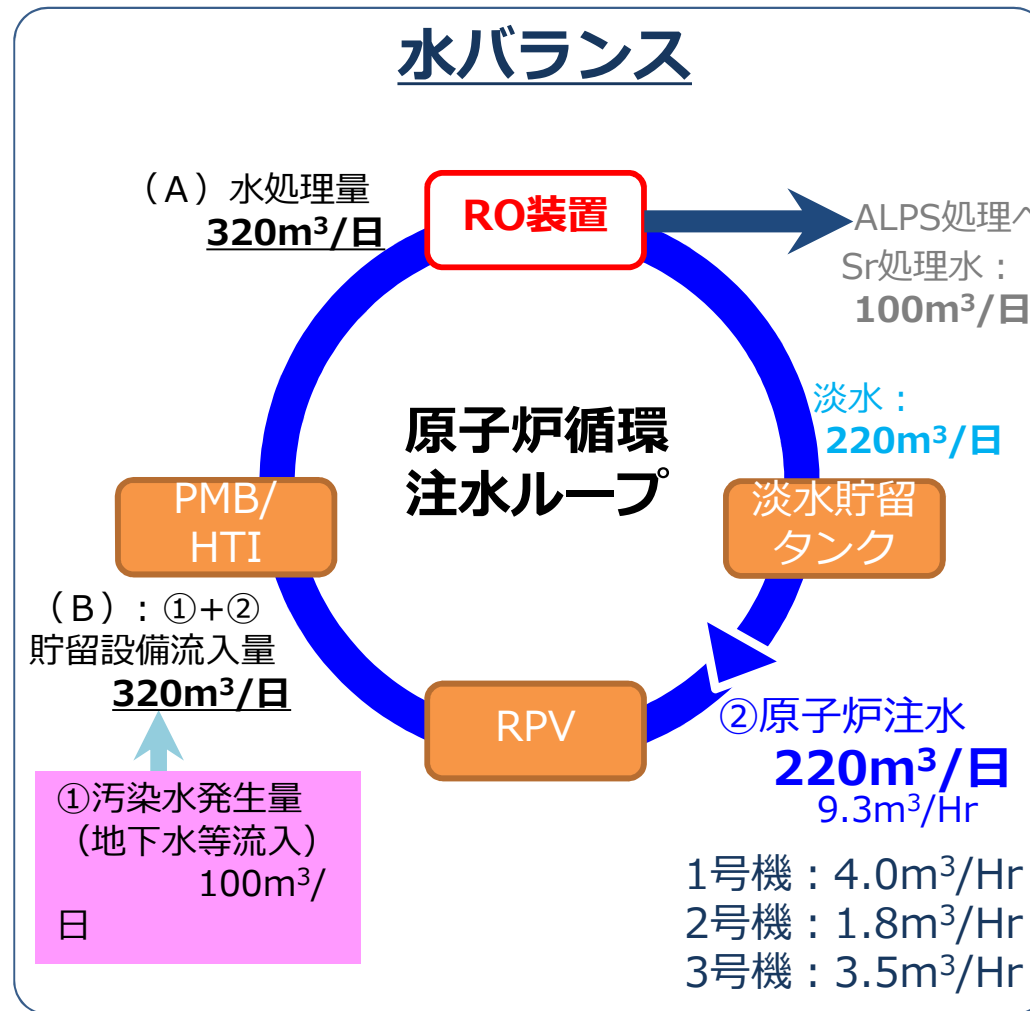 水バランス
（Ａ）水処理量
320m³/日
RO装置
ALPS処理へ
Sr処理水：
100m³/日
淡水：
220m³/日
原子炉循環
注水ループ
PMB/
HTI
淡水貯留
タンク
（Ｂ）: ①+②
貯留設備流入量
320m³/日
RPV
②原子炉注水
220m³/日
9.3m³/Hr
①汚染水発生量
（地下水等流入）
100m³/
日
1号機：4.0m³/Hr
2号機：1.8m³/Hr
3号機：3.5m³/Hr